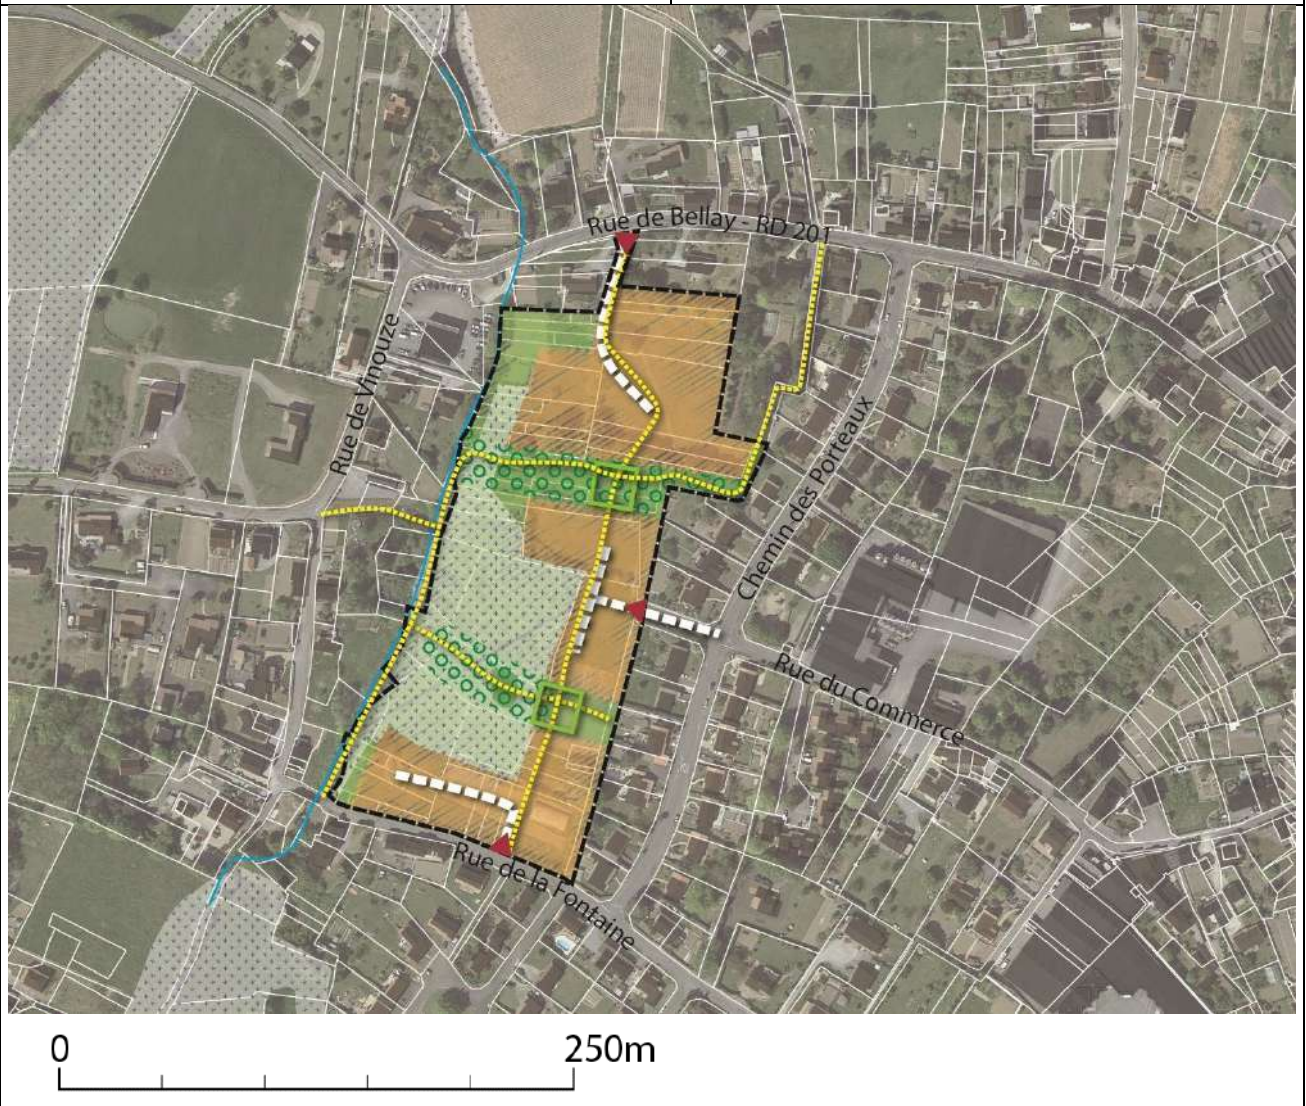 Rue de Bellay - RD 201
Rue de Vinouze
Chemin des Porteaux
Rue du Commerce
Rue de la Fontaine
0 250m